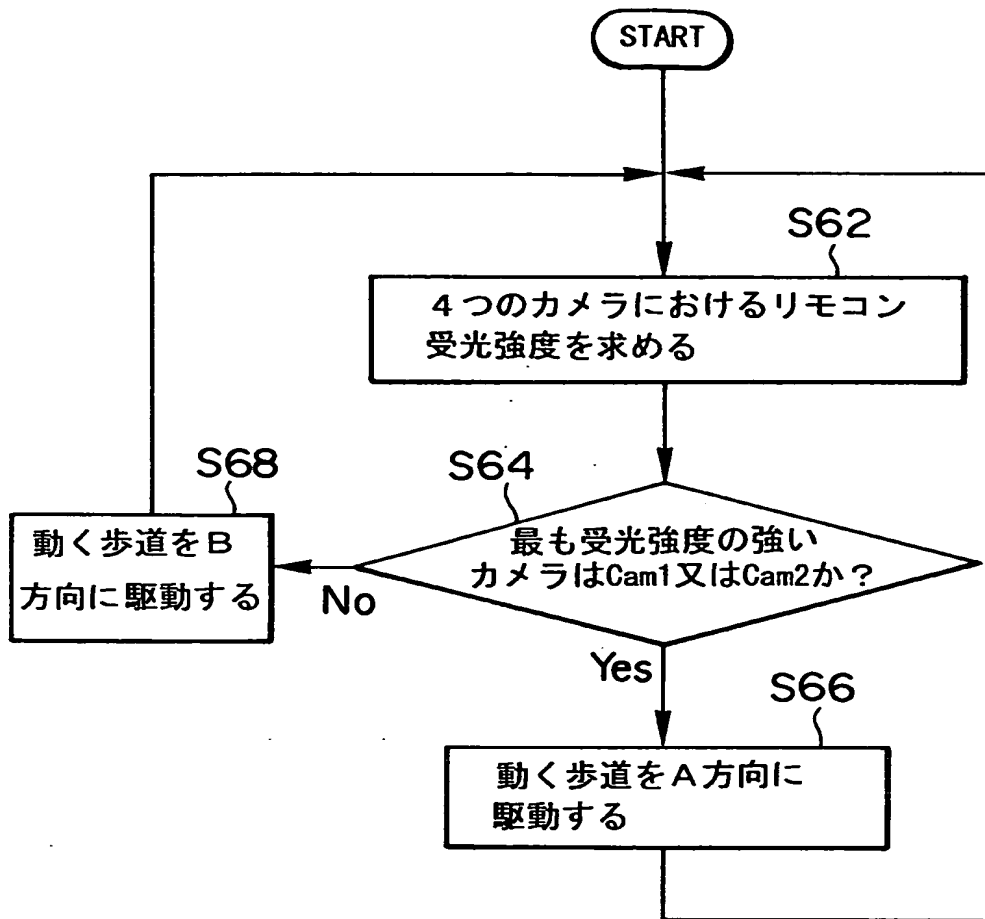 START
S62
4つのカメラにおけるリモコン
受光強度を求める
S64
最も受光強度の強い
カメラはCam1又はCam2か?
No
S68
動く歩道をB
方向に駆動する
Yes
S66
動く歩道をA方向に
駆動する